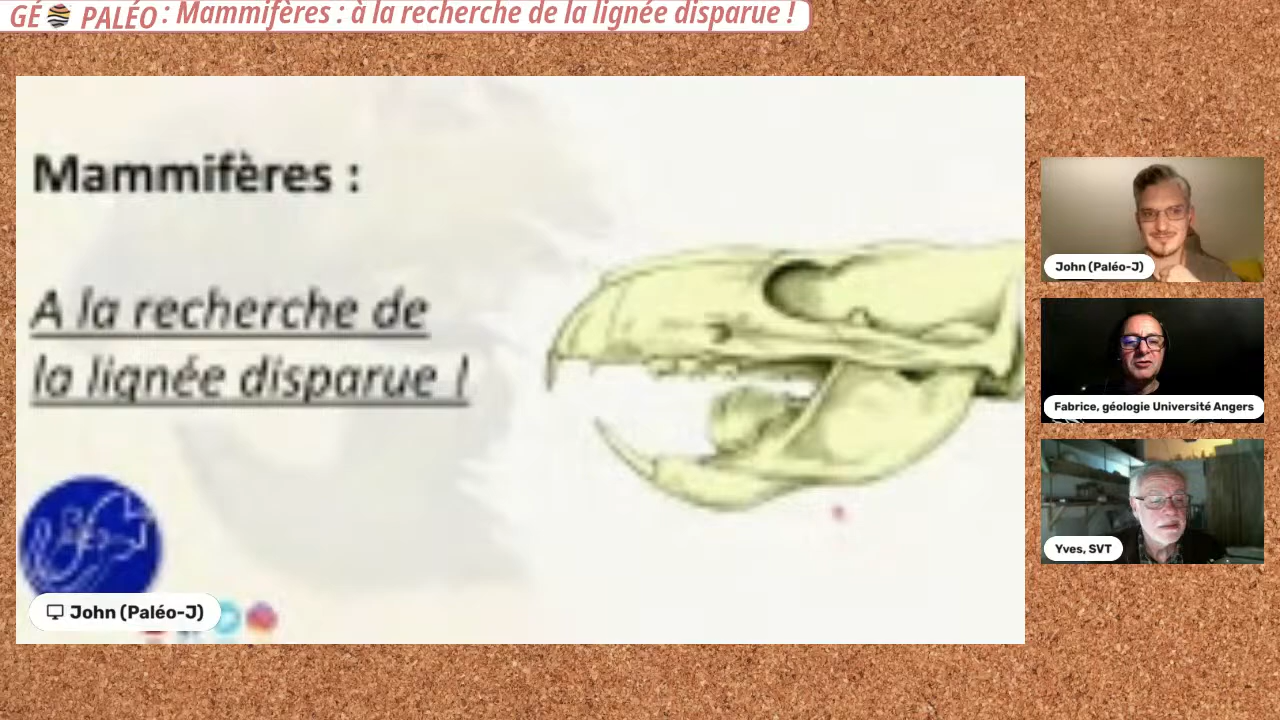 GÉ PALÉO : Mammifères : à la recherche de la lignée disparue !
Mammifères :
A la recherche de
la lignée disparue !
John (Paléo-J)
John (Paléo-J)
Fabrice, géologie Université Angers
Yves, SVT